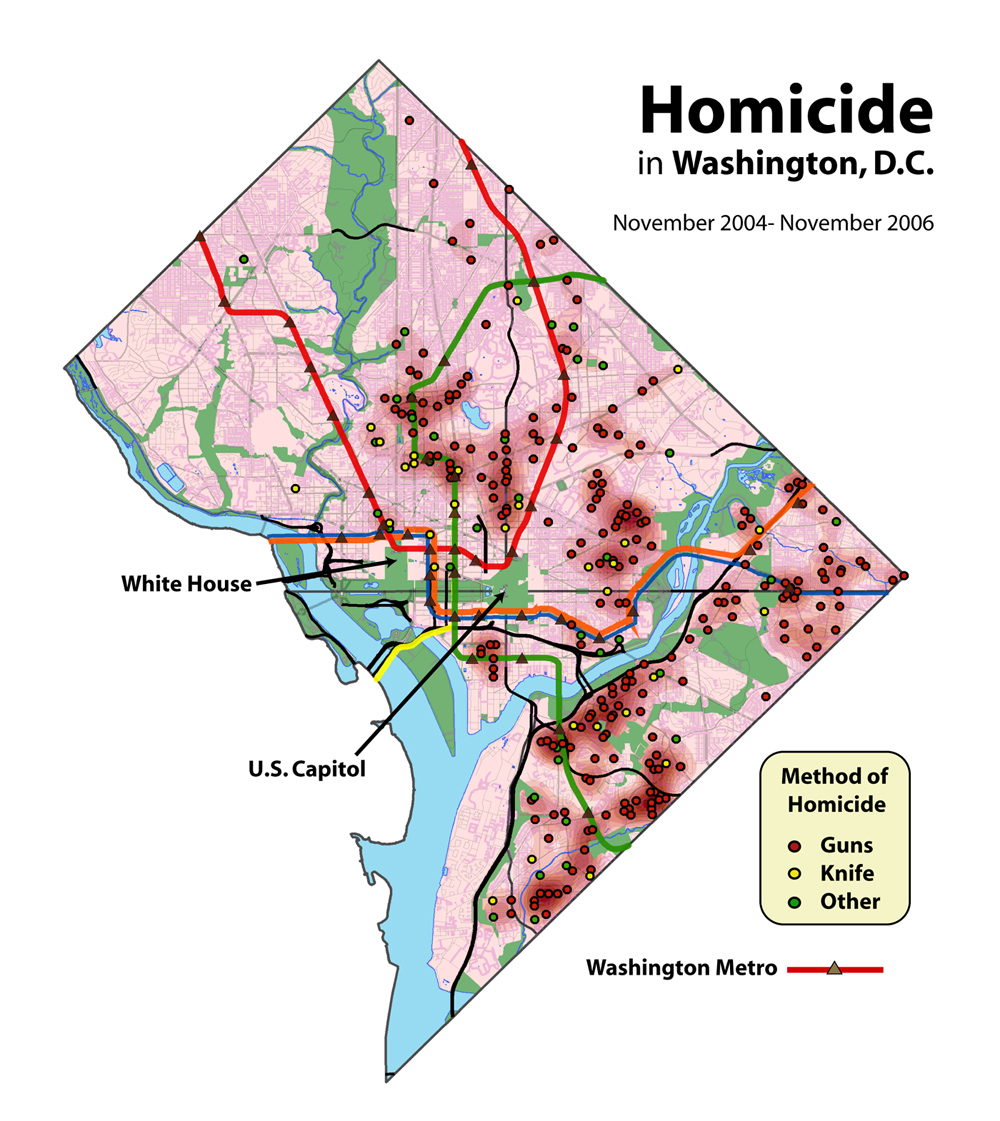 Homicide
in Washington, D.C.
November 2004- November 2006
White House
U.S. Capitol
Method of
Homicide
Guns
Knife
Other
Washington Metro